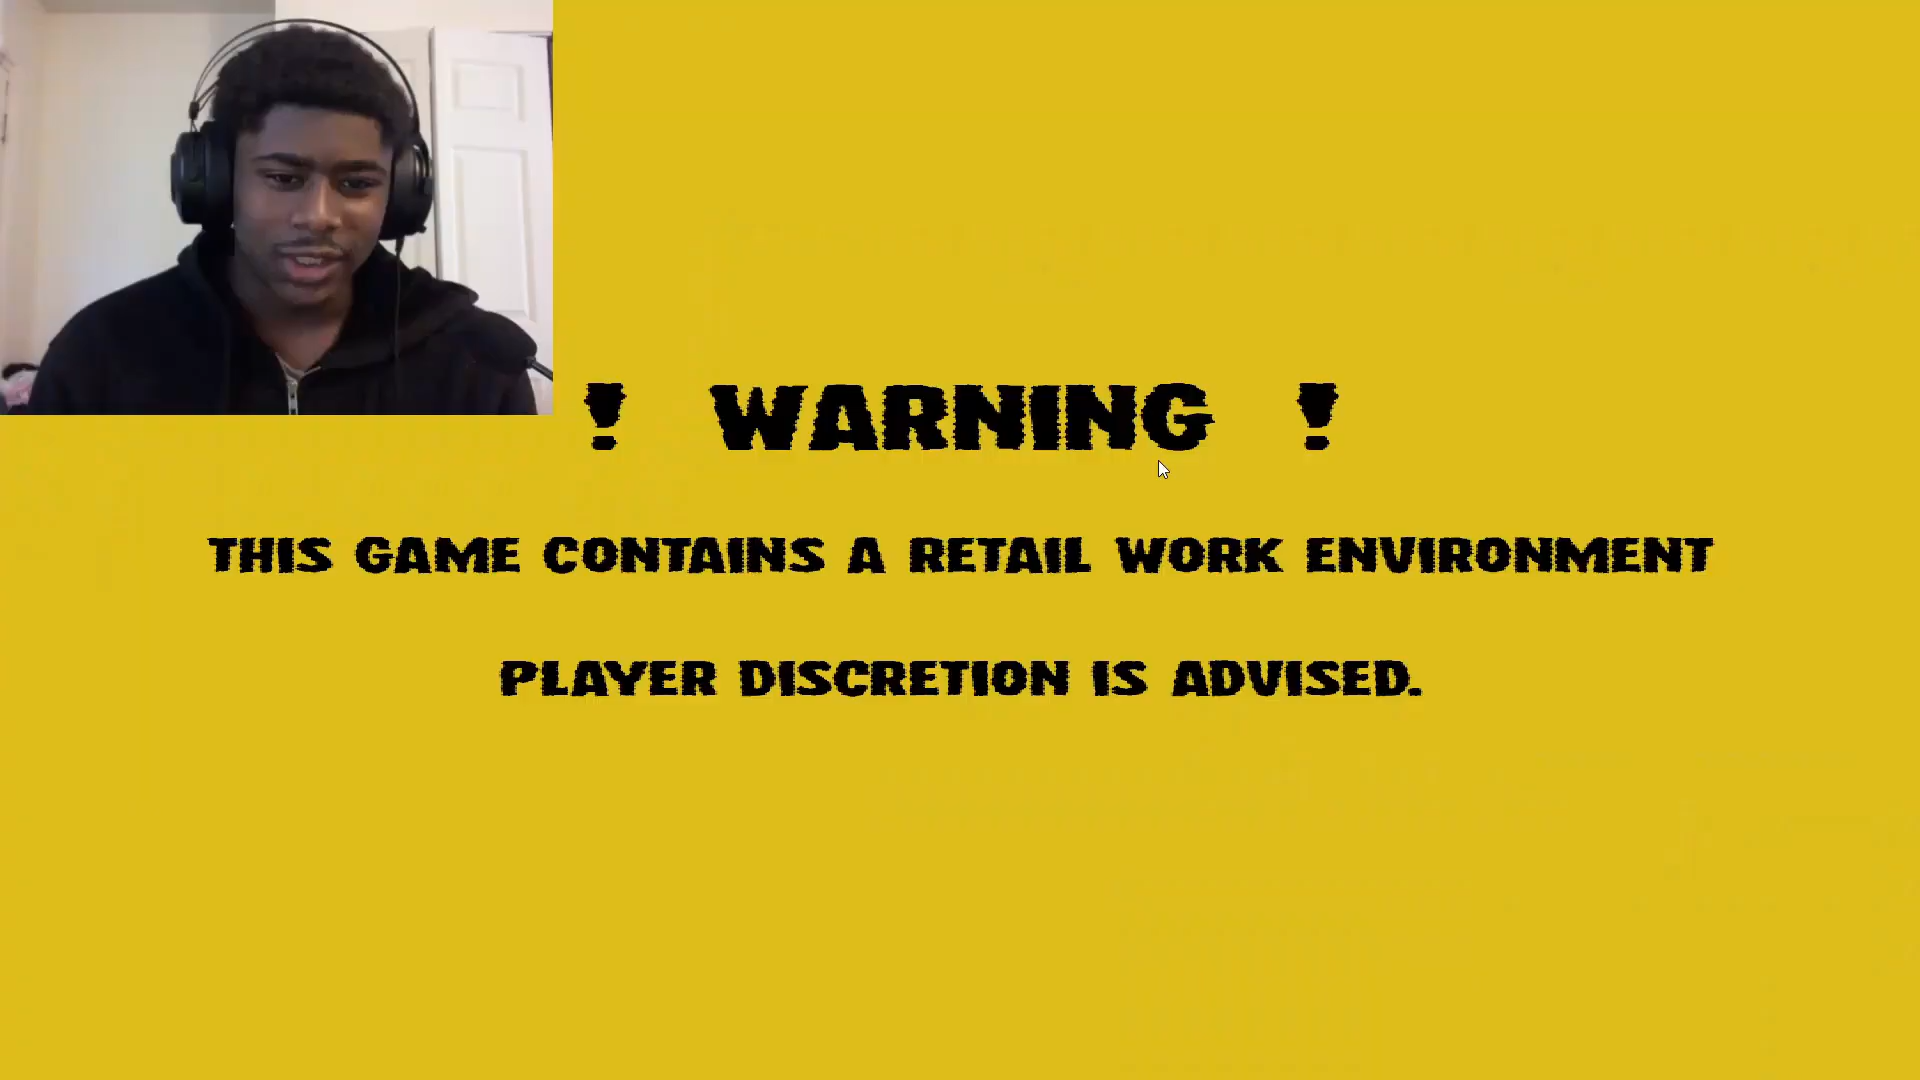 ! WARNING !
THIS GAME CONTAINS A RETAIL WORK ENVIRONMENT
PLAYER DISCRETION IS ADVISED.